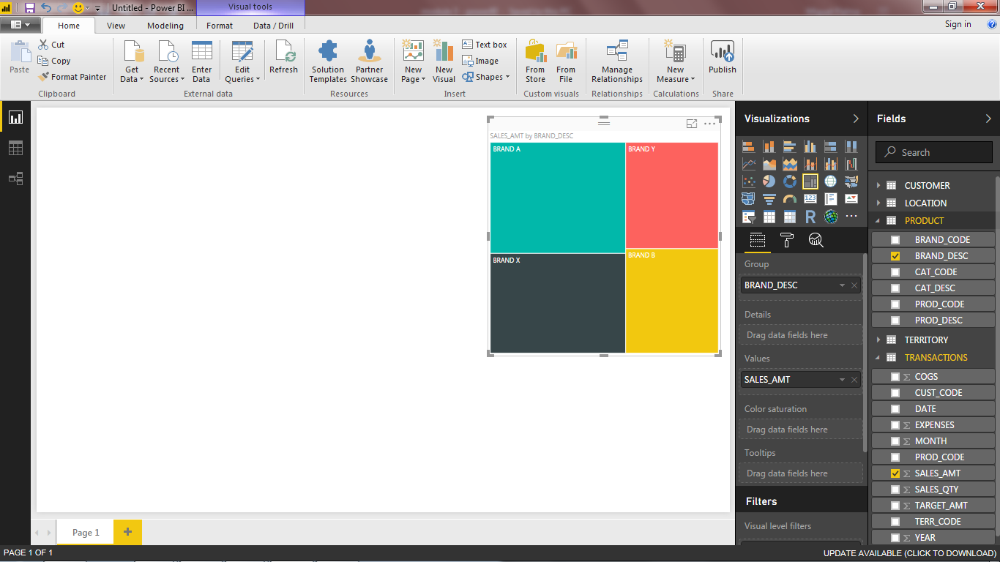 Untitled - Power BI ...
Visual tools
Home
View
Modeling
Format
Data / Drill
Sign in
Paste
Cut
Copy
Format Painter
Clipboard
Get Data
Recent Sources
Enter Data
Edit Queries
Refresh
External data
Solution Templates
Partner Showcase
Resources
New Page
New Visual
Text box
Image
Shapes
Insert
From Store
From File
Custom visuals
Manage Relationships
Relationships
New Measure
Calculations
Publish
Share
SALES_AMT by BRAND_DESC
BRAND A
BRAND Y
BRAND X
BRAND B
Visualizations
123
R
Group
BRAND_DESC
Details
Drag data fields here
Values
SALES_AMT
Color saturation
Drag data fields here
Tooltips
Drag data fields here
Filters
Visual level filters
Fields
Search
CUSTOMER
LOCATION
PRODUCT
BRAND_CODE
BRAND_DESC
CAT_CODE
CAT_DESC
PROD_CODE
PROD_DESC
TERRITORY
TRANSACTIONS
Σ COGS
CUST_CODE
DATE
Σ EXPENSES
Σ MONTH
PROD_CODE
Σ SALES_AMT
Σ SALES_QTY
Σ TARGET_AMT
TERR_CODE
Σ YEAR
Page 1
PAGE 1 OF 1
UPDATE AVAILABLE (CLICK TO DOWNLOAD)